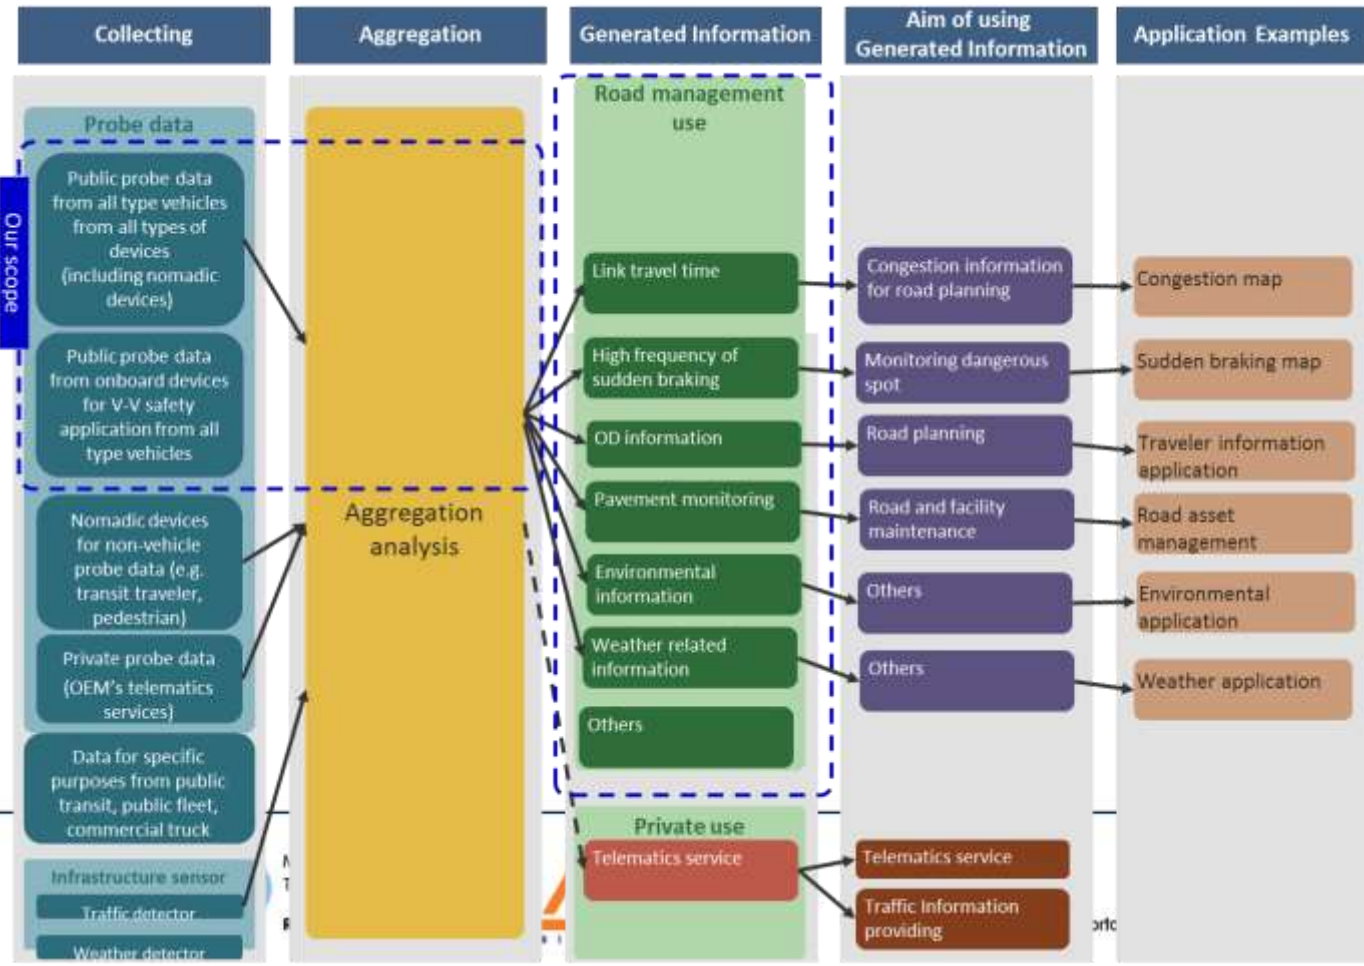 Collecting
Aggregation
Generated Information
Aim of using
Generated Information
Application Examples
Our scope
Probe data
Public probe data
from all type vehicles
from all types of
devices
(including nomadic
devices)
Public probe data
from onboard devices
for V-V safety
application from all
type vehicles
Nomadic devices
for non-vehicle
probe data (e.g.
transit traveler,
pedestrian)
Private probe data
(OEM's telematics
services)
Data for specific
purposes from public
transit, public fleet,
commercial truck
Infrastructure sensor
Traffic detector
Weather detector
Aggregation
analysis
Road management
use
Link travel time
High frequency of
sudden braking
OD information
Pavement monitoring
Environmental
information
Weather related
information
Others
Private use
Telematics service
Congestion information
for road planning
Monitoring dangerous
spot
Road planning
Road and facility
maintenance
Others
Others
Telematics service
Traffic Information
providing
Congestion map
Sudden braking map
Traveler information
application
Road asset
management
Environmental
application
Weather application